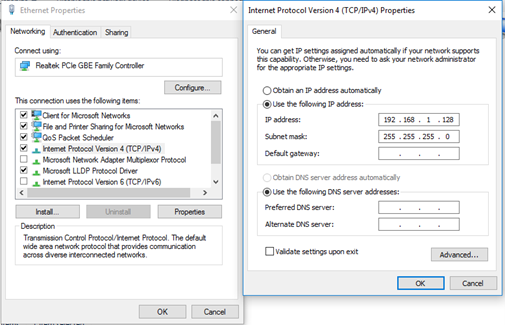 Ethernet Properties
Networking Authentication Sharing
Connect using:
Realtek PCIe GBE Family Controller
Configure...
This connection uses the following items:
Client for Microsoft Networks
File and Printer Sharing for Microsoft Networks
QoS Packet Scheduler
Internet Protocol Version 4 (TCP/IPv4)
Microsoft Network Adapter Multiplexor Protocol
Microsoft LLDP Protocol Driver
Internet Protocol Version 6 (TCP/IPv6)
Install... Uninstall Properties
Description
Transmission Control Protocol/Internet Protocol. The default
wide area network protocol that provides communication
across diverse interconnected networks.
OK Cancel
Internet Protocol Version 4 (TCP/IPv4) Properties
General
You can get IP settings assigned automatically if your network supports
this capability. Otherwise, you need to ask your network administrator
for the appropriate IP settings.
Obtain an IP address automatically
Use the following IP address:
IP address: 192 . 168 . 1 . 128
Subnet mask: 255 . 255 . 255 . 0
Default gateway: . . .
Obtain DNS server address automatically
Use the following DNS server addresses:
Preferred DNS server: . . .
Alternate DNS server: . . .
Validate settings upon exit
Advanced...
OK Cancel